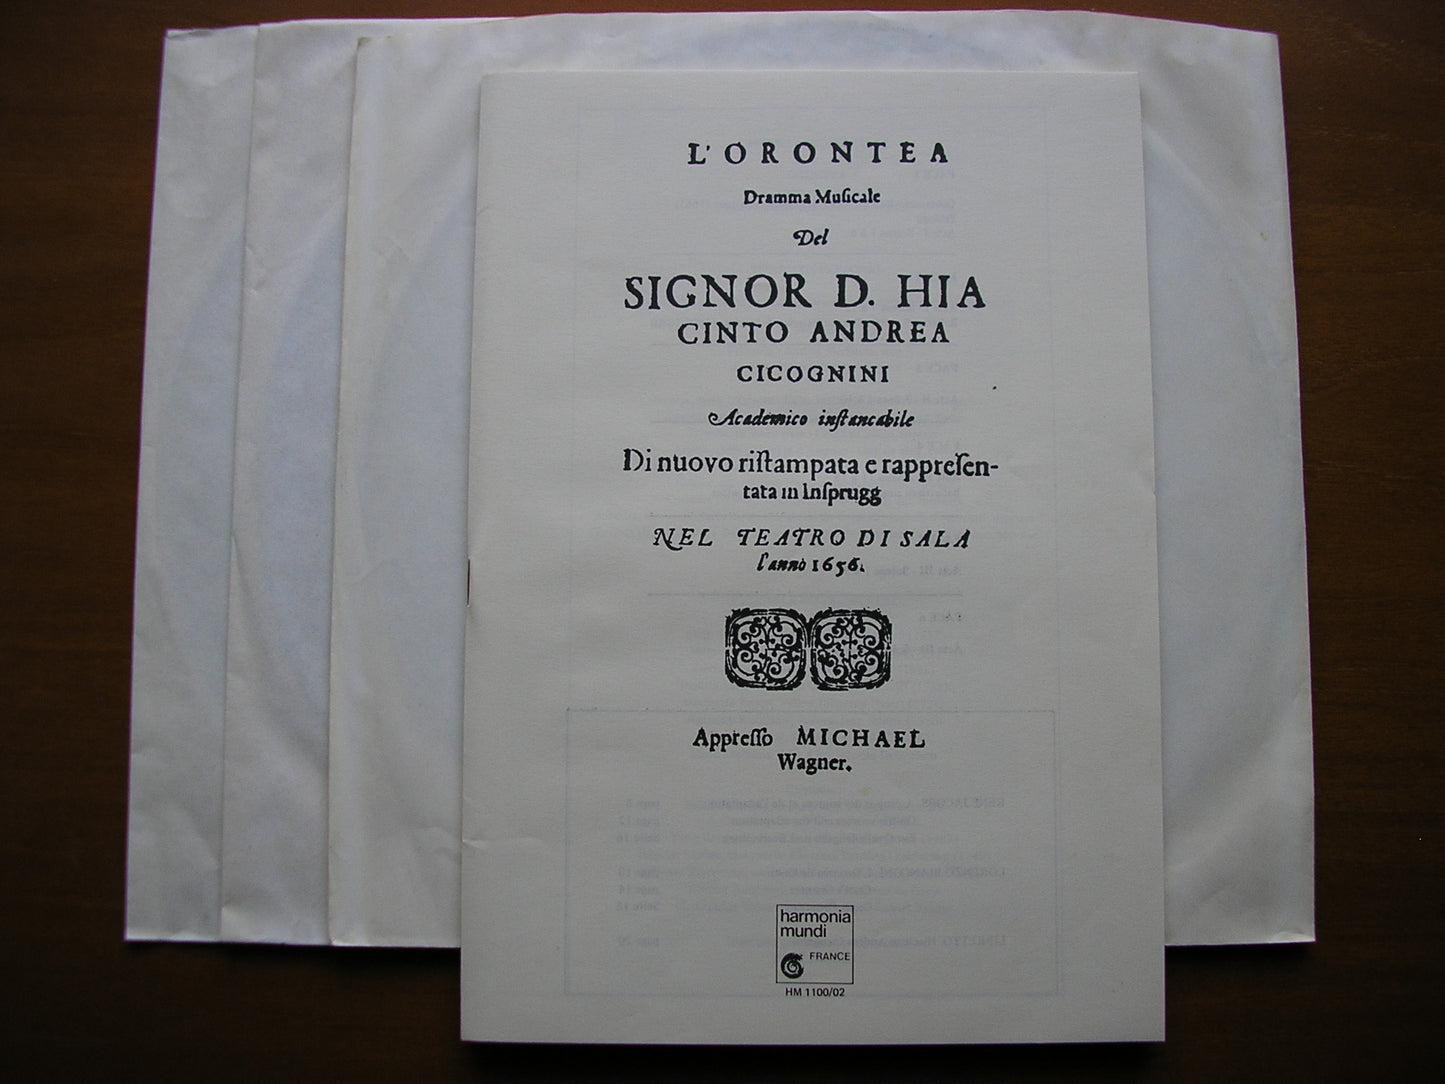 L'ORONTEA
Dramma Muſicale
Del
SIGNOR D. HIA
CINTO ANDREA
CICOGNINI
Academico inſtancabile
Di nuovo riſtampata e rappreſen-
tata in Inſprugg
NEL TEATRO DI SALA
l'anno 1656.
Appreſſo MICHAEL
Wagner.
harmonia
mundi
FRANCE
HM 1100/02